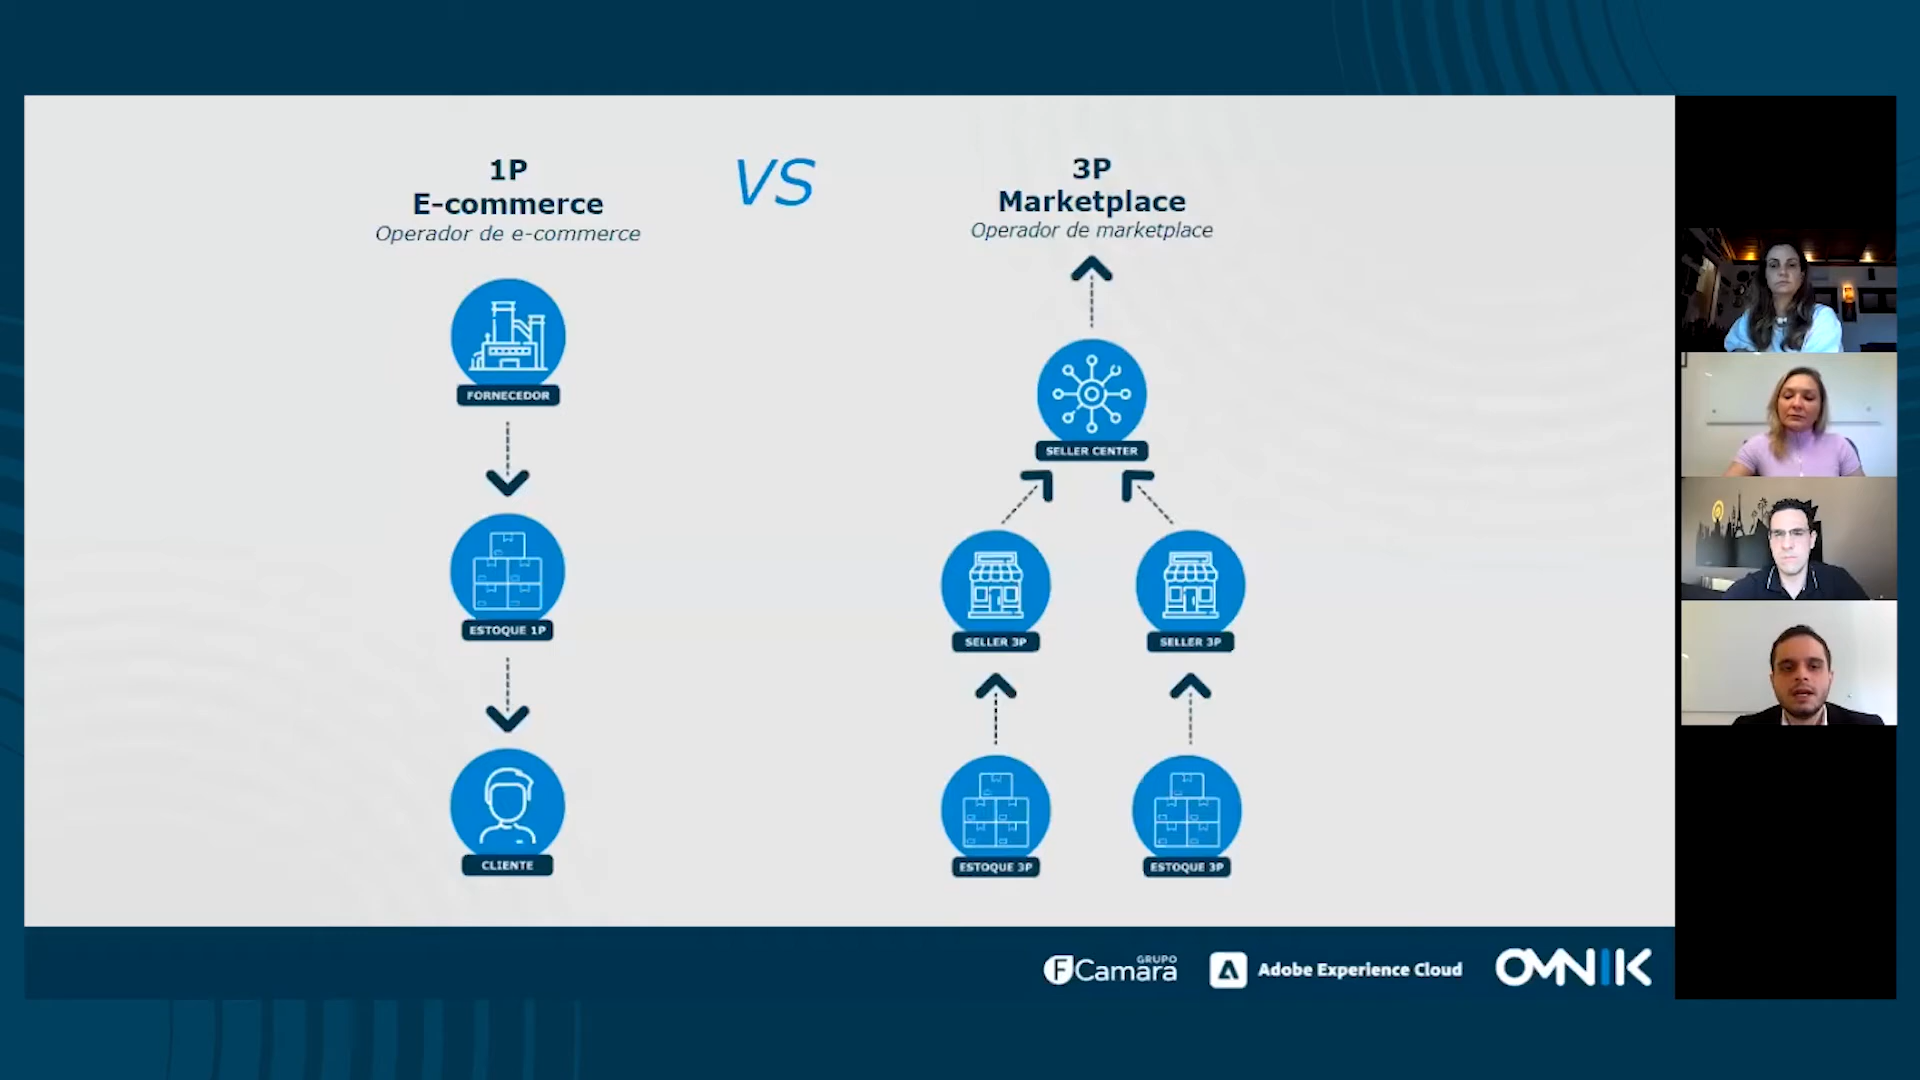 1P
E-commerce
Operador de e-commerce
VS
3P
Marketplace
Operador de marketplace
FORNECEDOR
ESTOQUE 1P
CLIENTE
SELLER CENTER
SELLER 3P
SELLER 3P
ESTOQUE 3P
ESTOQUE 3P
GRUPO
FCamara
Adobe Experience Cloud
OMNIK